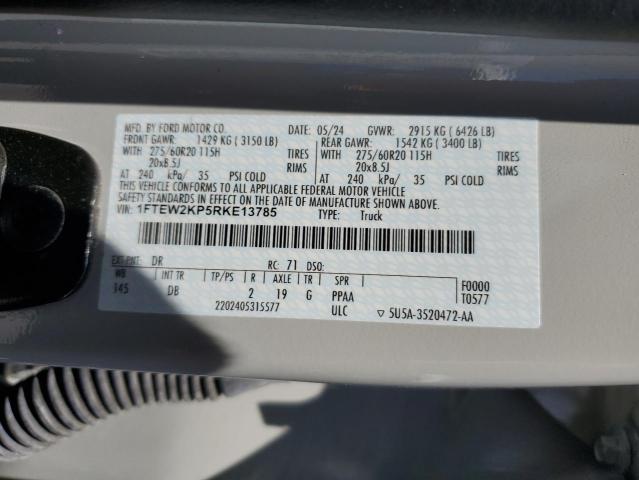 MFD. BY FORD MOTOR CO. DATE: 05/24 GVWR: 2915 KG ( 6426 LB)
FRONT GAWR: 1429 KG ( 3150 LB) REAR GAWR: 1542 KG ( 3400 LB)
WITH 275/60R20 115H TIRES WITH 275/60R20 115H TIRES
20x8.5J RIMS 20x8.5J RIMS
AT 240 kPa/ 35 PSI COLD AT 240 kPa/ 35 PSI COLD
THIS VEHICLE CONFORMS TO ALL APPLICABLE FEDERAL MOTOR VEHICLE
SAFETY STANDARDS IN EFFECT ON THE DATE OF MANUFACTURE SHOWN ABOVE.
VIN: 1FTEW2KP5RKE13785 TYPE: Truck
EXT PNT: DR RC: 71 DSO:
WB INT TR TP/PS R AXLE TR SPR F0000
145 DB 2 19 G PPAA T0577
2202405315577 ULC ▽ 5U5A-3520472-AA